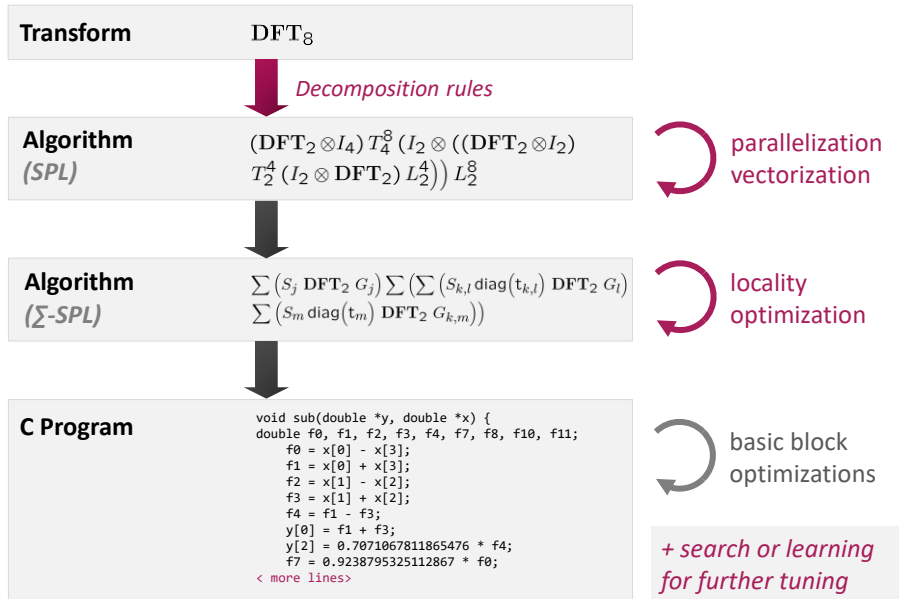 Transform
DFT₈
Decomposition rules
Algorithm
(SPL)
(DFT₂ ⊗ I₄) T₄⁸ (I₂ ⊗ ((DFT₂ ⊗ I₂)
T₂⁴ (I₂ ⊗ DFT₂) L₂⁴)) L₂⁸
parallelization
vectorization
Algorithm
(∑-SPL)
∑ (Sⱼ DFT₂ Gⱼ) ∑ (∑ (Sₖ,ₗ diag(tₖ,ₗ) DFT₂ Gₗ)
∑ (Sₘ diag(tₘ) DFT₂ Gₖ,ₘ))
locality
optimization
C Program
void sub(double *y, double *x) {
double f0, f1, f2, f3, f4, f7, f8, f10, f11;
f0 = x[0] - x[3];
f1 = x[0] + x[3];
f2 = x[1] - x[2];
f3 = x[1] + x[2];
f4 = f1 - f3;
y[0] = f1 + f3;
y[2] = 0.7071067811865476 * f4;
f7 = 0.9238795325112867 * f0;
< more lines>
basic block
optimizations
+ search or learning
for further tuning